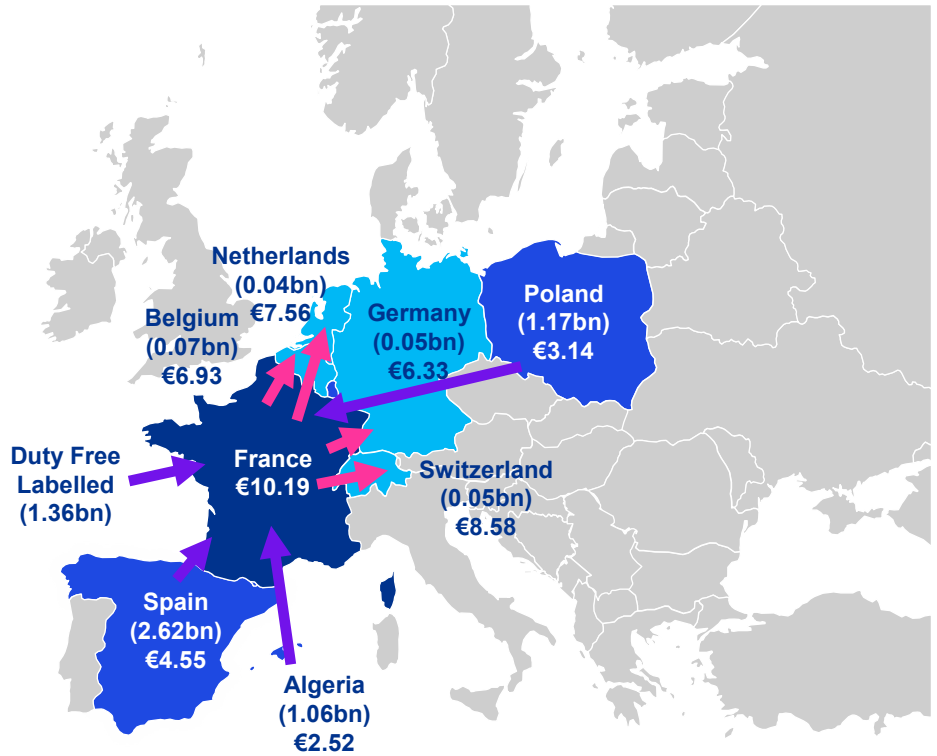 Netherlands
(0.04bn)
€7.56
Belgium
(0.07bn)
€6.93
Germany
(0.05bn)
€6.33
Poland
(1.17bn)
€3.14
Duty Free
Labelled
(1.36bn)
France
€10.19
Switzerland
(0.05bn)
€8.58
Spain
(2.62bn)
€4.55
Algeria
(1.06bn)
€2.52